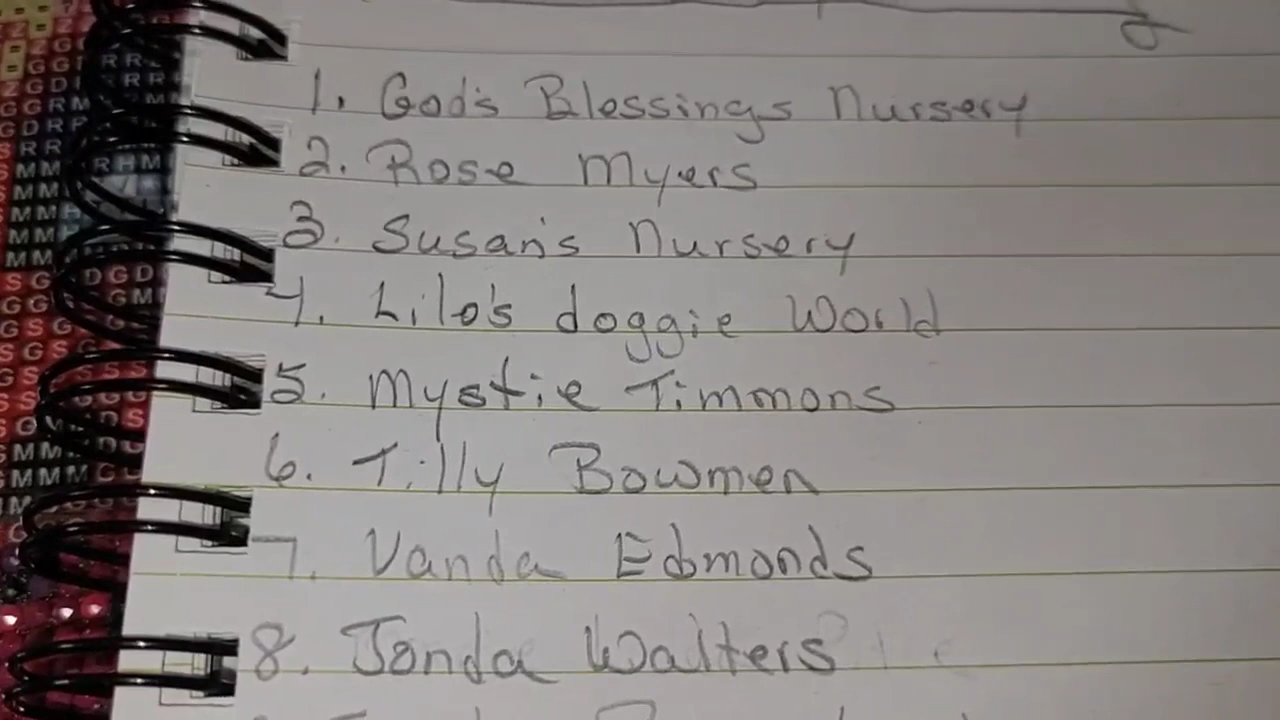 1. God's Blessings Nursery
2. Rose Myers
3. Susan's Nursery
4. Lilo's doggie World
5. Mystie Timmons
6. Tilly Bowmen
7. Vanda Edmonds
8. Jonda Walters